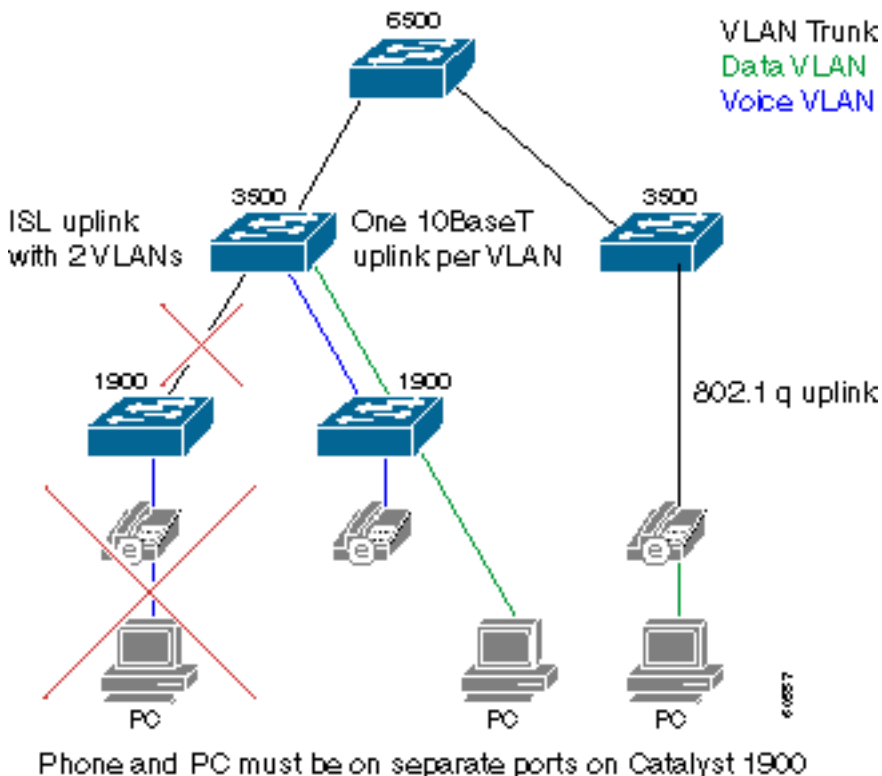 6500
VLAN Trunk
Data VLAN
Voice VLAN
3500
ISL uplink
with 2 VLANs
One 10BaseT
uplink per VLAN
3500
1900
1900
802.1 q uplink
e
e
e
PC
PC
PC
Phone and PC must be on separate ports on Catalyst 1900